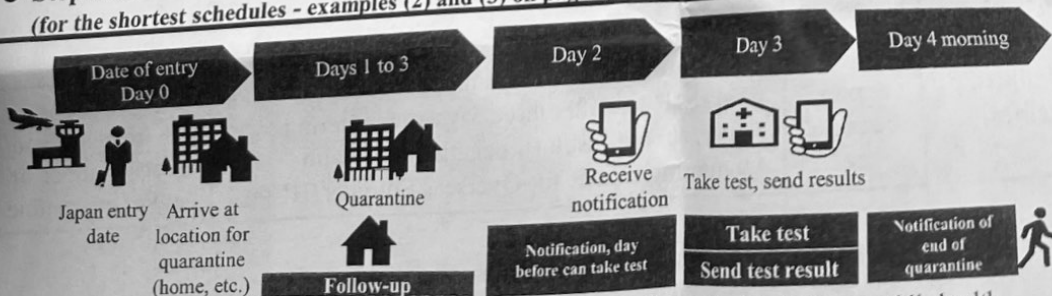 (for the shortest schedules - examples (2) and (3) on
Date of entry
Day 0
Days 1 to 3
Day 2
Day 3
Day 4 morning
Japan entry
date
Arrive at
location for
quarantine
(home, etc.)
Quarantine
Follow-up
Receive
notification
Notification, day
before can take test
Take test, send results
Take test
Send test result
Notification of
end of
quarantine